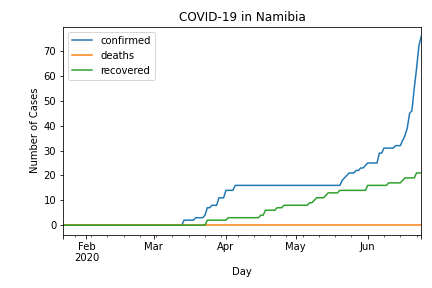 COVID-19 in Namibia
confirmed
deaths
recovered
Number of Cases
70
60
50
40
30
20
10
0
Feb
2020
Mar
Apr
May
Jun
Day